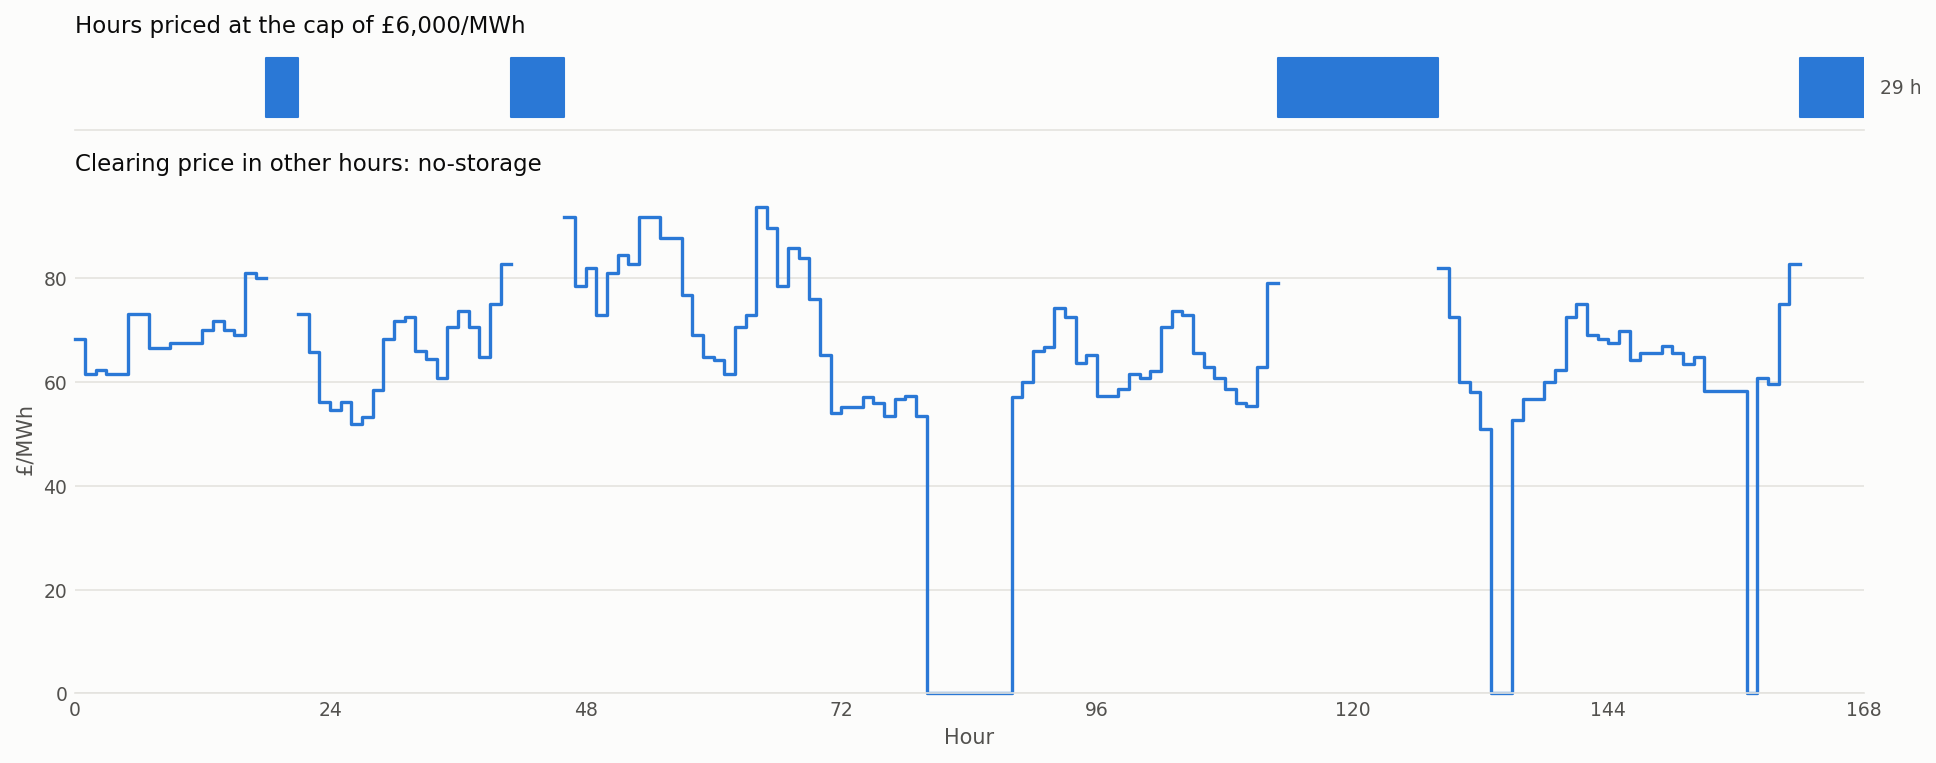 Hours priced at the cap of £6,000/MWh
29 h
Clearing price in other hours: no-storage
80
60
40
20
0
£/MWh
0 24 48 72 96 120 144 168
Hour